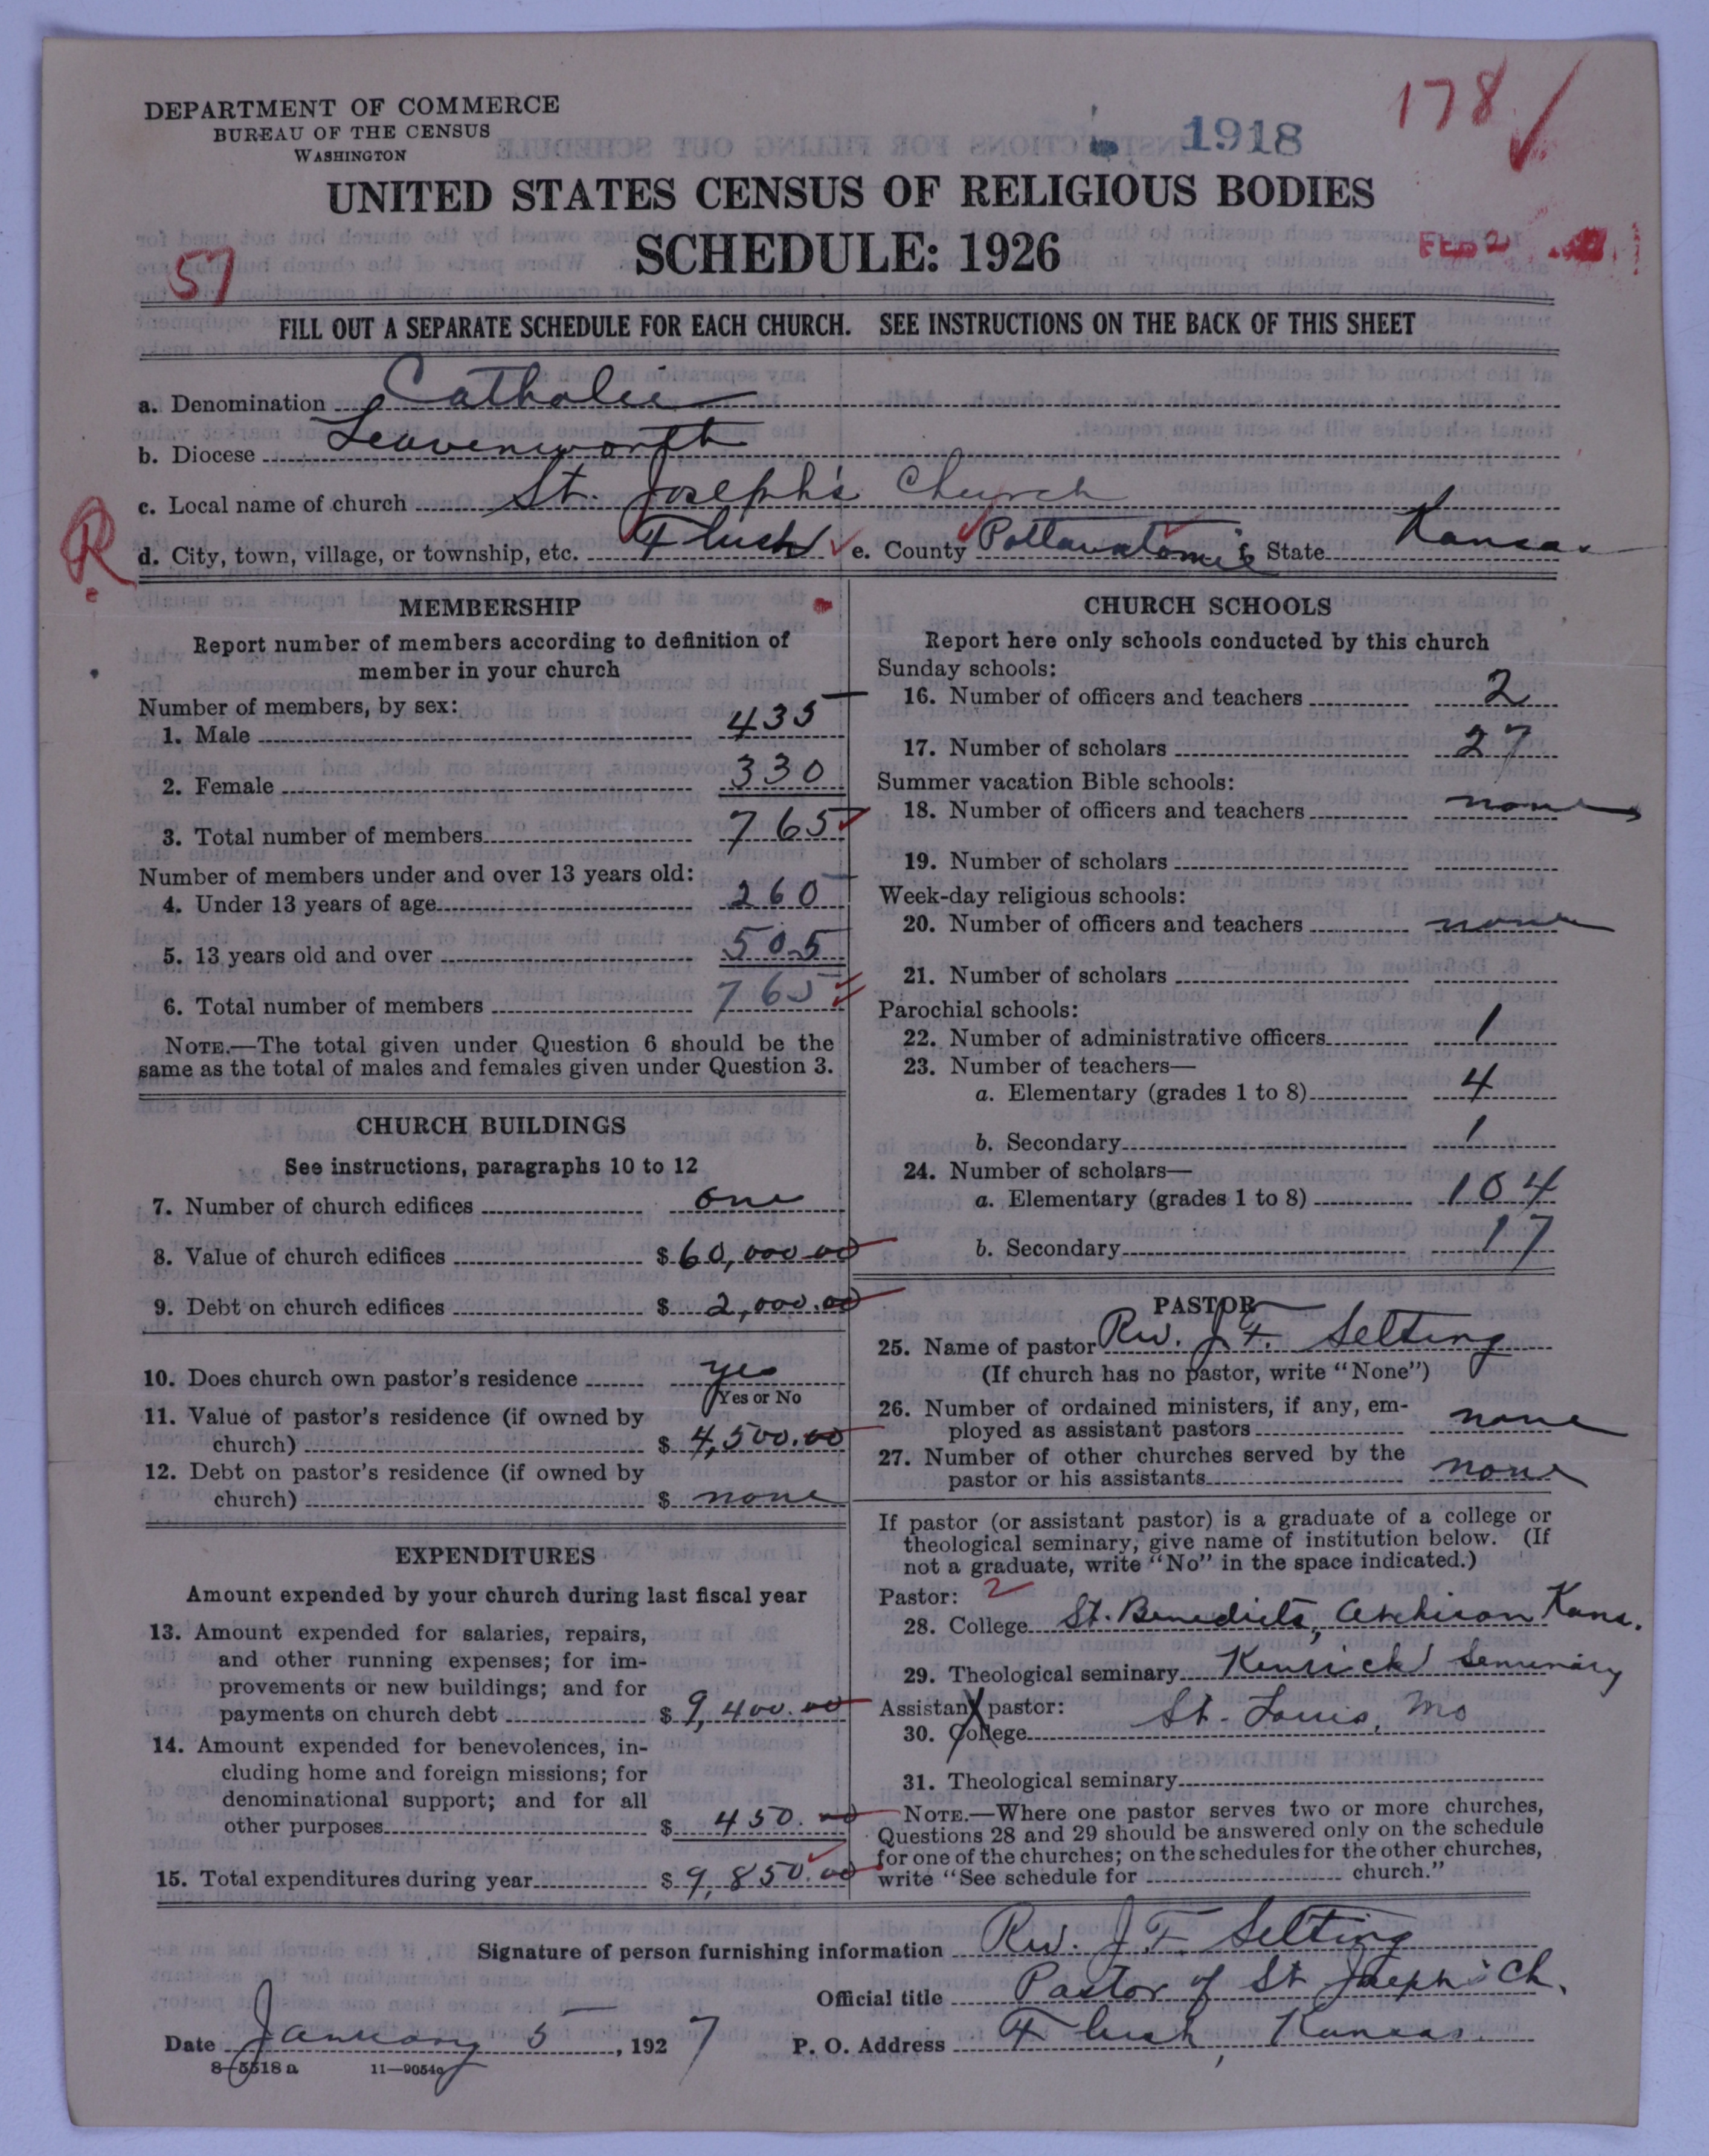 DEPARTMENT OF COMMERCE
BUREAU OF THE CENSUS
WASHINGTON
1918
178
UNITED STATES CENSUS OF RELIGIOUS BODIES
SCHEDULE: 1926
FEB 2
57
FILL OUT A SEPARATE SCHEDULE FOR EACH CHURCH. SEE INSTRUCTIONS ON THE BACK OF THIS SHEET
a. Denomination Catholic
b. Diocese Leavenworth
c. Local name of church St. Joseph's Church
R
d. City, town, village, or township, etc. Flush e. County Pottawatomie State Kansas
MEMBERSHIP
Report number of members according to definition of
member in your church
Number of members, by sex:
1. Male 435
2. Female 330
3. Total number of members 765
Number of members under and over 13 years old:
4. Under 13 years of age 260
5. 13 years old and over 505
6. Total number of members 765
NOTE.—The total given under Question 6 should be the
same as the total of males and females given under Question 3.
CHURCH BUILDINGS
See instructions, paragraphs 10 to 12
7. Number of church edifices one
8. Value of church edifices $ 60,000.00
9. Debt on church edifices $ 2,000.00
10. Does church own pastor's residence yes
Yes or No
11. Value of pastor's residence (if owned by
church) $ 4,500.00
12. Debt on pastor's residence (if owned by
church) $ none
EXPENDITURES
Amount expended by your church during last fiscal year
13. Amount expended for salaries, repairs,
and other running expenses; for im-
provements or new buildings; and for
payments on church debt $ 9,400.00
14. Amount expended for benevolences, in-
cluding home and foreign missions; for
denominational support; and for all
other purposes $ 450.00
15. Total expenditures during year $ 9,850.00
CHURCH SCHOOLS
Report here only schools conducted by this church
Sunday schools:
16. Number of officers and teachers 2
17. Number of scholars 27
Summer vacation Bible schools:
18. Number of officers and teachers none
19. Number of scholars
Week-day religious schools:
20. Number of officers and teachers none
21. Number of scholars
Parochial schools:
22. Number of administrative officers 1
23. Number of teachers—
a. Elementary (grades 1 to 8) 4
b. Secondary 1
24. Number of scholars—
a. Elementary (grades 1 to 8) 104
b. Secondary 17
PASTOR
25. Name of pastor Rev. J. F. Selting
(If church has no pastor, write "None")
26. Number of ordained ministers, if any, em-
ployed as assistant pastors none
27. Number of other churches served by the
pastor or his assistants none
If pastor (or assistant pastor) is a graduate of a college or
theological seminary, give name of institution below. (If
not a graduate, write "No" in the space indicated.)
Pastor: 2
28. College St. Benedicts, Atchison Kans.
29. Theological seminary Kenrick Seminary
Assistant pastor: St. Louis, Mo
30. College
31. Theological seminary
NOTE.—Where one pastor serves two or more churches,
Questions 28 and 29 should be answered only on the schedule
for one of the churches; on the schedules for the other churches,
write "See schedule for church."
Signature of person furnishing information Rev. J. F. Selting
Official title Pastor of St Joseph's Ch.
Date January 5, 1927 P. O. Address Flush, Kansas.
8-5518 a 11—9054a